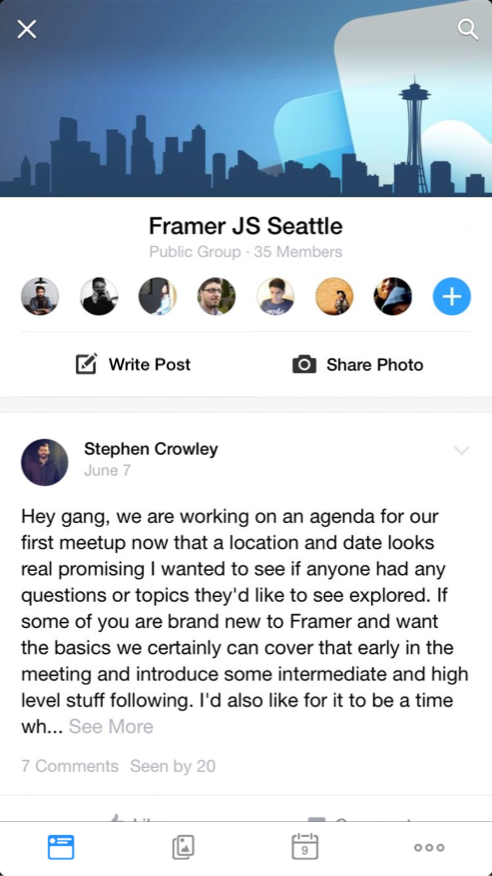 Framer JS Seattle
Public Group · 35 Members
Write Post
Share Photo
Stephen Crowley
June 7
Hey gang, we are working on an agenda for our
first meetup now that a location and date looks
real promising I wanted to see if anyone had any
questions or topics they'd like to see explored. If
some of you are brand new to Framer and want
the basics we certainly can cover that early in the
meeting and introduce some intermediate and high
level stuff following. I'd also like for it to be a time
wh... See More
7 Comments Seen by 20
9